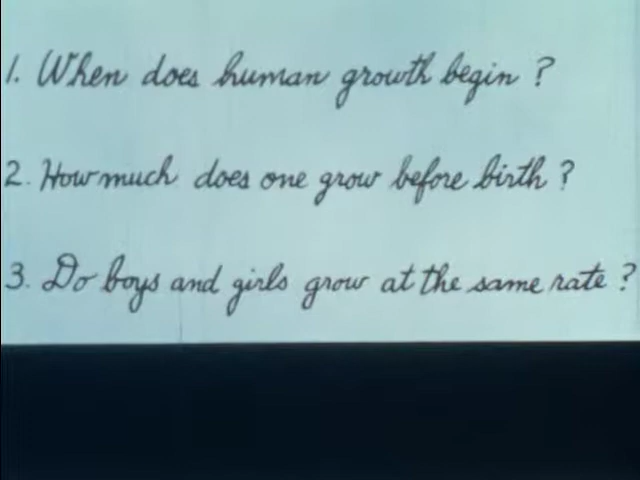 1. When does human growth begin ?
2. How much does one grow before birth ?
3. Do boys and girls grow at the same rate ?